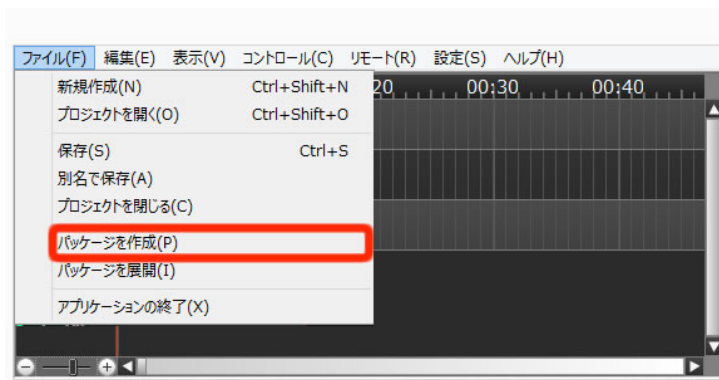 ファイル(F) 編集(E) 表示(V) コントロール(C) リモート(R) 設定(S) ヘルプ(H)
新規作成(N) Ctrl+Shift+N 20 00:30 00:40
プロジェクトを開く(O) Ctrl+Shift+O
保存(S) Ctrl+S
別名で保存(A)
プロジェクトを閉じる(C)
パッケージを作成(P)
パッケージを展開(I)
アプリケーションの終了(X)